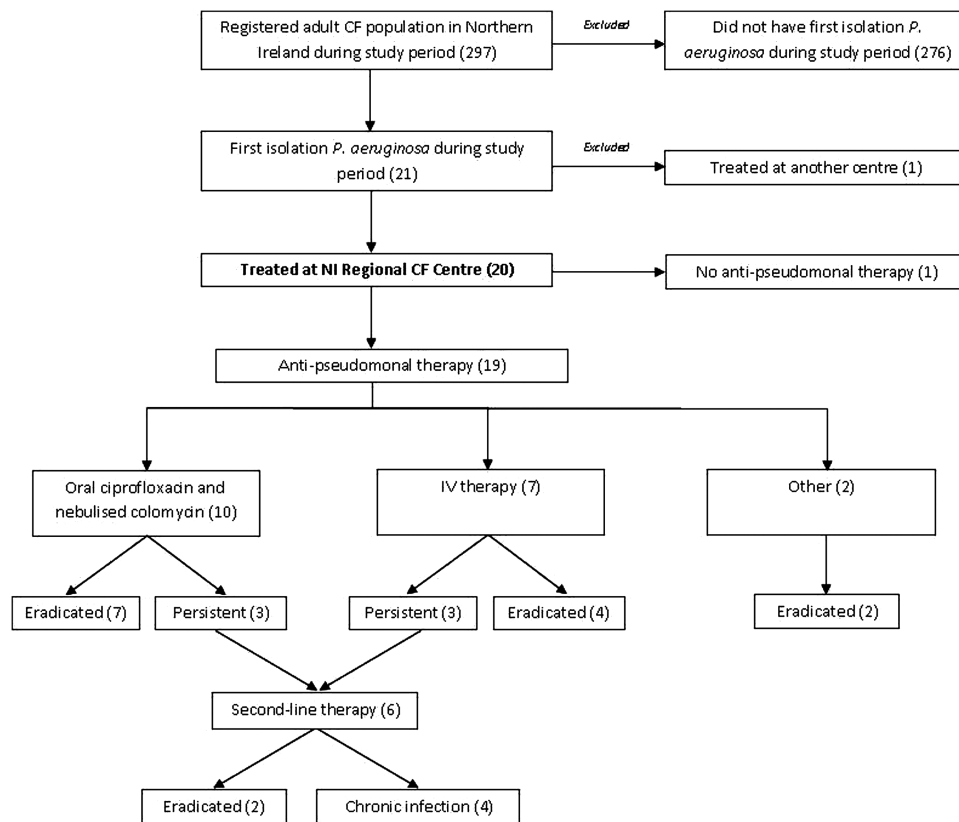 Registered adult CF population in Northern
Ireland during study period (297)
Excluded
Did not have first isolation P.
aeruginosa during study period (276)
First isolation P. aeruginosa during study
period (21)
Excluded
Treated at another centre (1)
Treated at NI Regional CF Centre (20)
No anti-pseudomonal therapy (1)
Anti-pseudomonal therapy (19)
Oral ciprofloxacin and
nebulised colomycin (10)
IV therapy (7)
Other (2)
Eradicated (7)
Persistent (3)
Persistent (3)
Eradicated (4)
Eradicated (2)
Second-line therapy (6)
Eradicated (2)
Chronic infection (4)